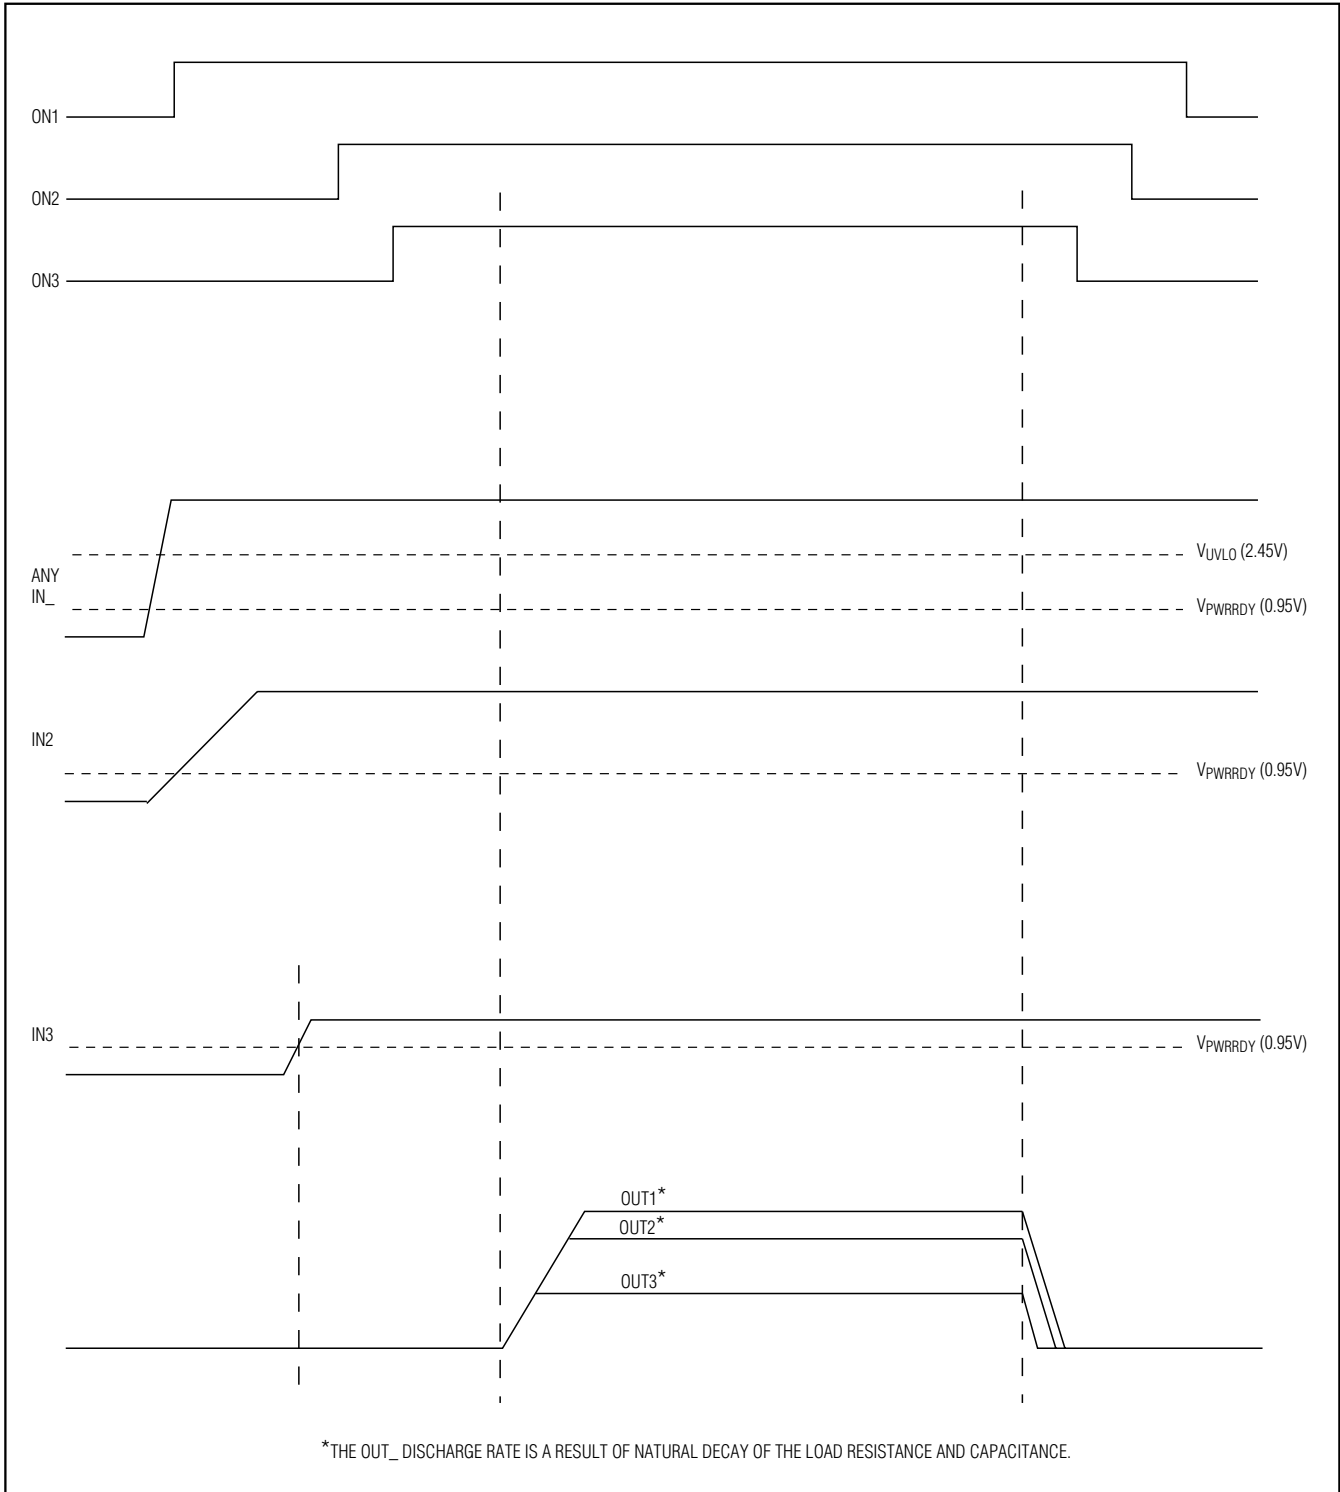 ON1
ON2
ON3
VUVLO (2.45V)
ANY
IN_
VPWRRDY (0.95V)
IN2
VPWRRDY (0.95V)
IN3
VPWRRDY (0.95V)
OUT1*
OUT2*
OUT3*
*THE OUT_ DISCHARGE RATE IS A RESULT OF NATURAL DECAY OF THE LOAD RESISTANCE AND CAPACITANCE.